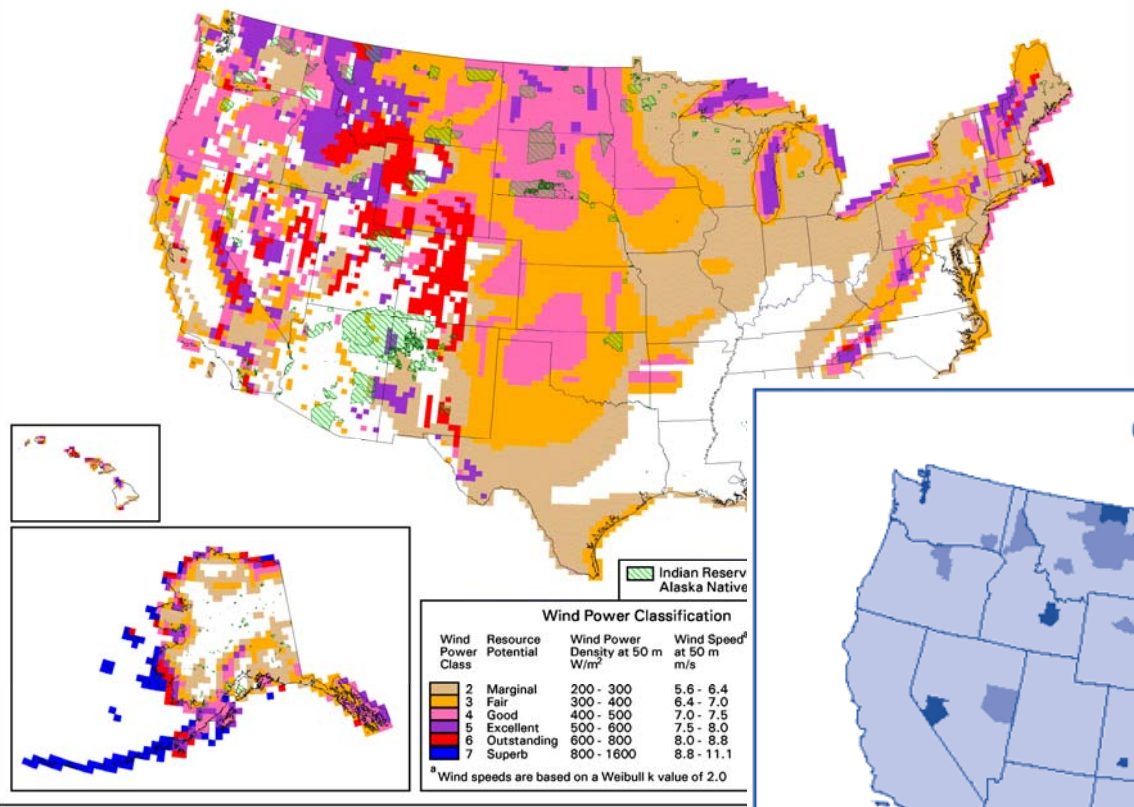 Indian Reserv
Alaska Native
Wind Power Classification
Wind Resource Wind Power Wind Speedᵃ
Power Potential Density at 50 m at 50 m
Class W/m² m/s
2 Marginal 200 - 300 5.6 - 6.4
3 Fair 300 - 400 6.4 - 7.0
4 Good 400 - 500 7.0 - 7.5
5 Excellent 500 - 600 7.5 - 8.0
6 Outstanding 600 - 800 8.0 - 8.8
7 Superb 800 - 1600 8.8 - 11.1
ᵃ Wind speeds are based on a Weibull k value of 2.0